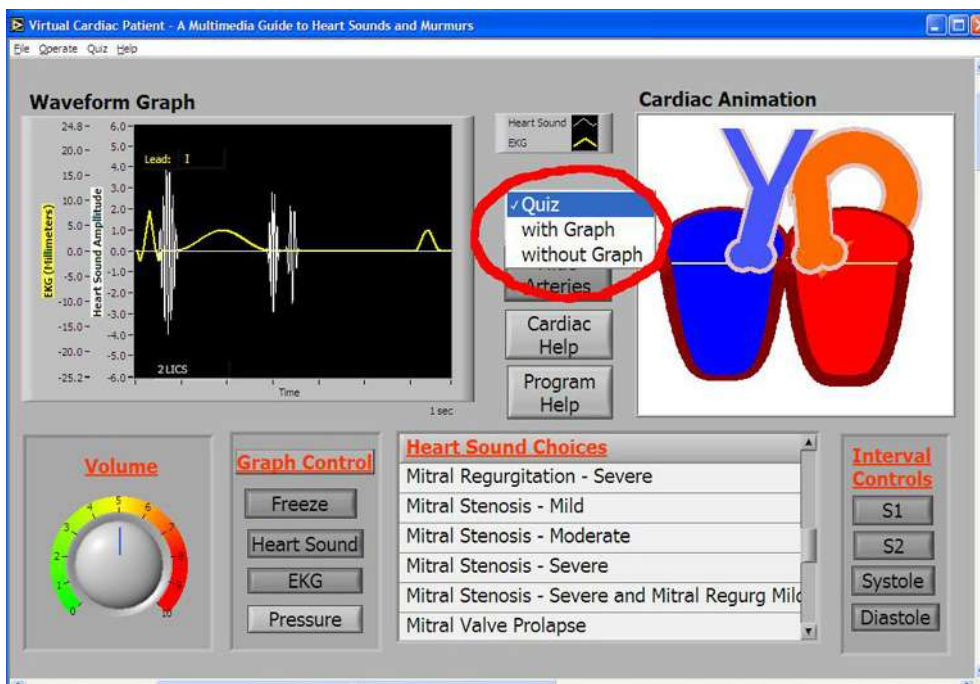 Virtual Cardiac Patient - A Multimedia Guide to Heart Sounds and Murmurs
File Operate Quiz Help
Waveform Graph
24.8-
20.0-
15.0-
10.0-
5.0-
0.0-
-5.0-
-10.0-
-15.0-
-20.0-
-25.2-
EKG (Millimeters)
6.0-
5.0-
4.0-
3.0-
2.0-
1.0-
0.0-
-1.0-
-2.0-
-3.0-
-4.0-
-5.0-
-6.0-
Heart Sound Amplitude
Lead: I
2LICS
Time
1 sec
Heart Sound
EKG
✓Quiz
with Graph
without Graph
Arteries
Cardiac
Help
Program
Help
Cardiac Animation
Volume
0
1
2
3
4
5
6
7
8
9
10
Graph Control
Freeze
Heart Sound
EKG
Pressure
Heart Sound Choices
Mitral Regurgitation - Severe
Mitral Stenosis - Mild
Mitral Stenosis - Moderate
Mitral Stenosis - Severe
Mitral Stenosis - Severe and Mitral Regurg Milc
Mitral Valve Prolapse
Interval
Controls
S1
S2
Systole
Diastole